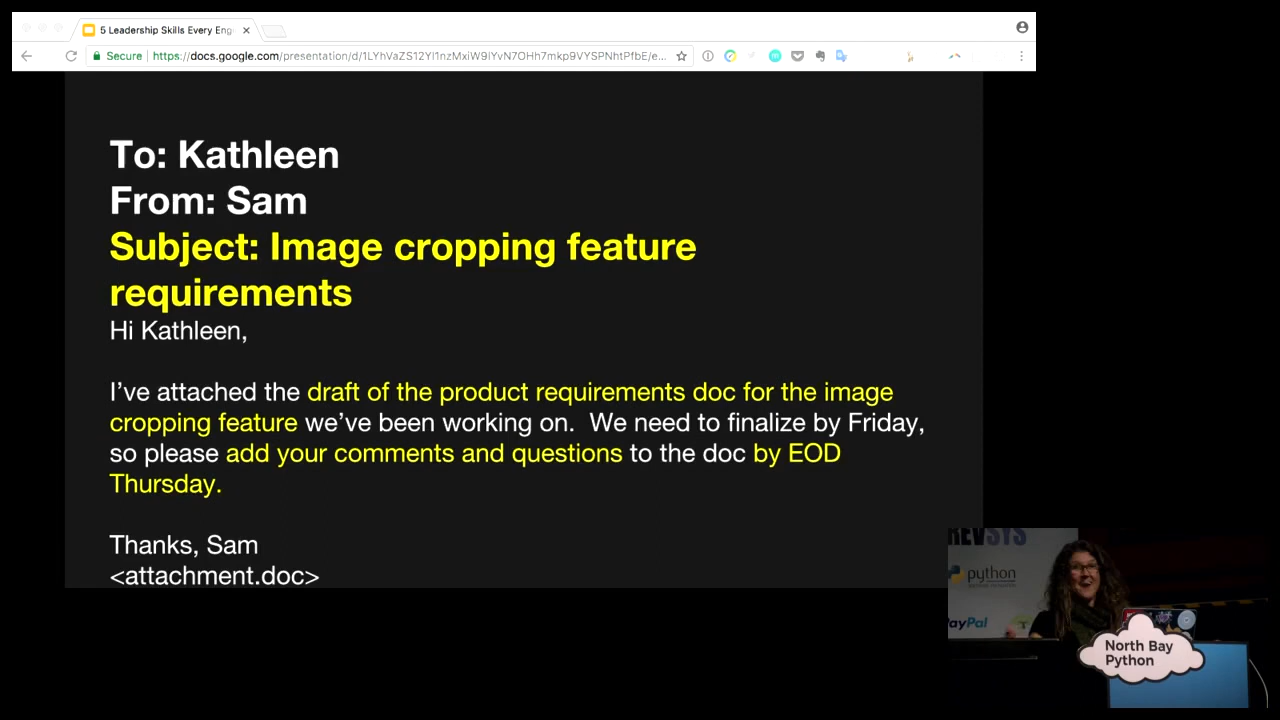 5 Leadership Skills Every Eng
Secure https://docs.google.com/presentation/d/1LYhVaZS12YI1nzMxiW9IYvN7OHh7mkp9VYSPNhtPfbE/e...
To: Kathleen
From: Sam
Subject: Image cropping feature
requirements
Hi Kathleen,
I’ve attached the draft of the product requirements doc for the image
cropping feature we’ve been working on. We need to finalize by Friday,
so please add your comments and questions to the doc by EOD
Thursday.
Thanks, Sam
<attachment.doc>
REVSYS
python
PayPal
North Bay
Python